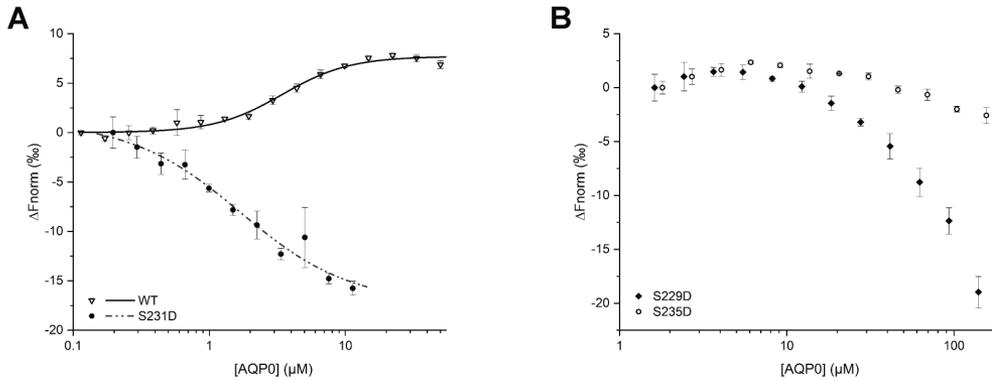 A
ΔFnorm (‰)
10
5
0
-5
-10
-15
-20
WT
S231D
0.1 1 10
[AQP0] (μM)
B
ΔFnorm (‰)
5
0
-5
-10
-15
-20
S229D
S235D
1 10 100
[AQP0] (μM)